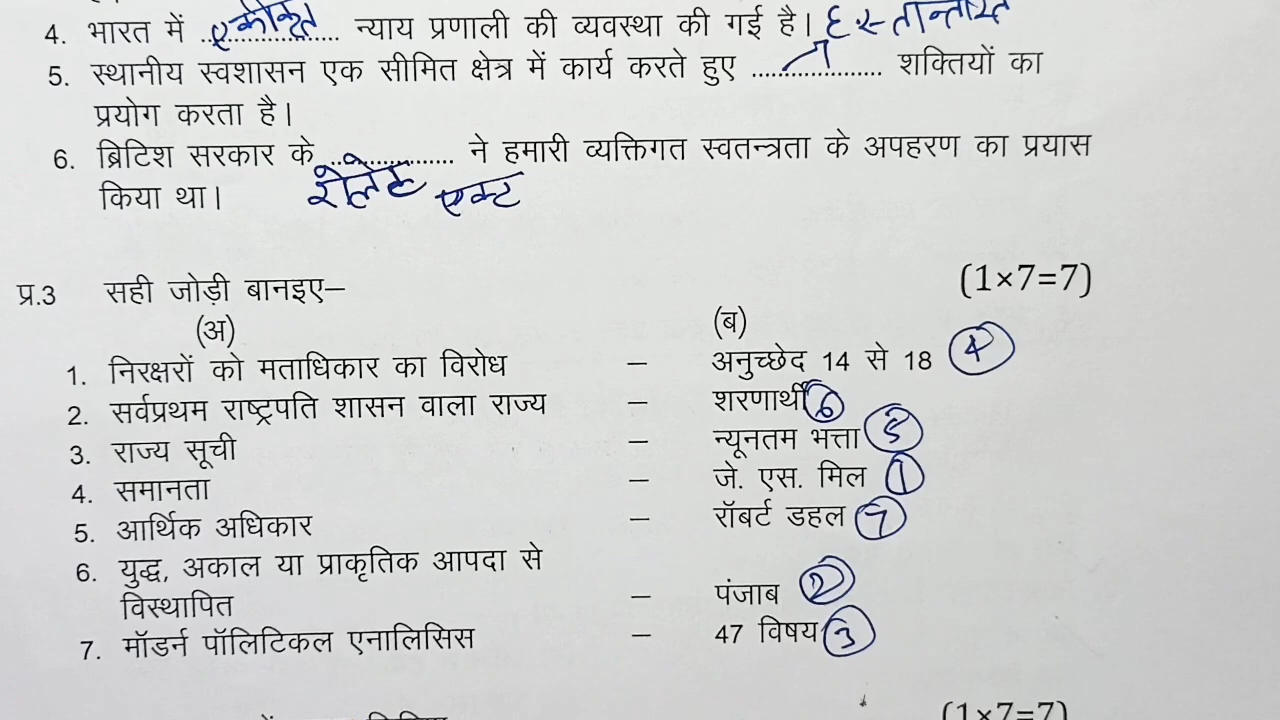 4. भारत में ..एकीकृत.. न्याय प्रणाली की व्यवस्था की गई है। हस्तान्तरित
5. स्थानीय स्वशासन एक सीमित क्षेत्र में कार्य करते हुए .................... शक्तियों का
प्रयोग करता है।
6. ब्रिटिश सरकार के .................... ने हमारी व्यक्तिगत स्वतन्त्रता के अपहरण का प्रयास
किया था। रोलेट एक्ट
प्र.3 सही जोड़ी बानइए– (1×7=7)
(अ) (ब)
1. निरक्षरों को मताधिकार का विरोध – अनुच्छेद 14 से 18 4
2. सर्वप्रथम राष्ट्रपति शासन वाला राज्य – शरणार्थी 6
3. राज्य सूची – न्यूनतम भत्ता 5
4. समानता – जे. एस. मिल 1
5. आर्थिक अधिकार – रॉबर्ट डहल 7
6. युद्ध, अकाल या प्राकृतिक आपदा से
विस्थापित – पंजाब 2
7. मॉडर्न पॉलिटिकल एनालिसिस – 47 विषय 3
(1×7=7)